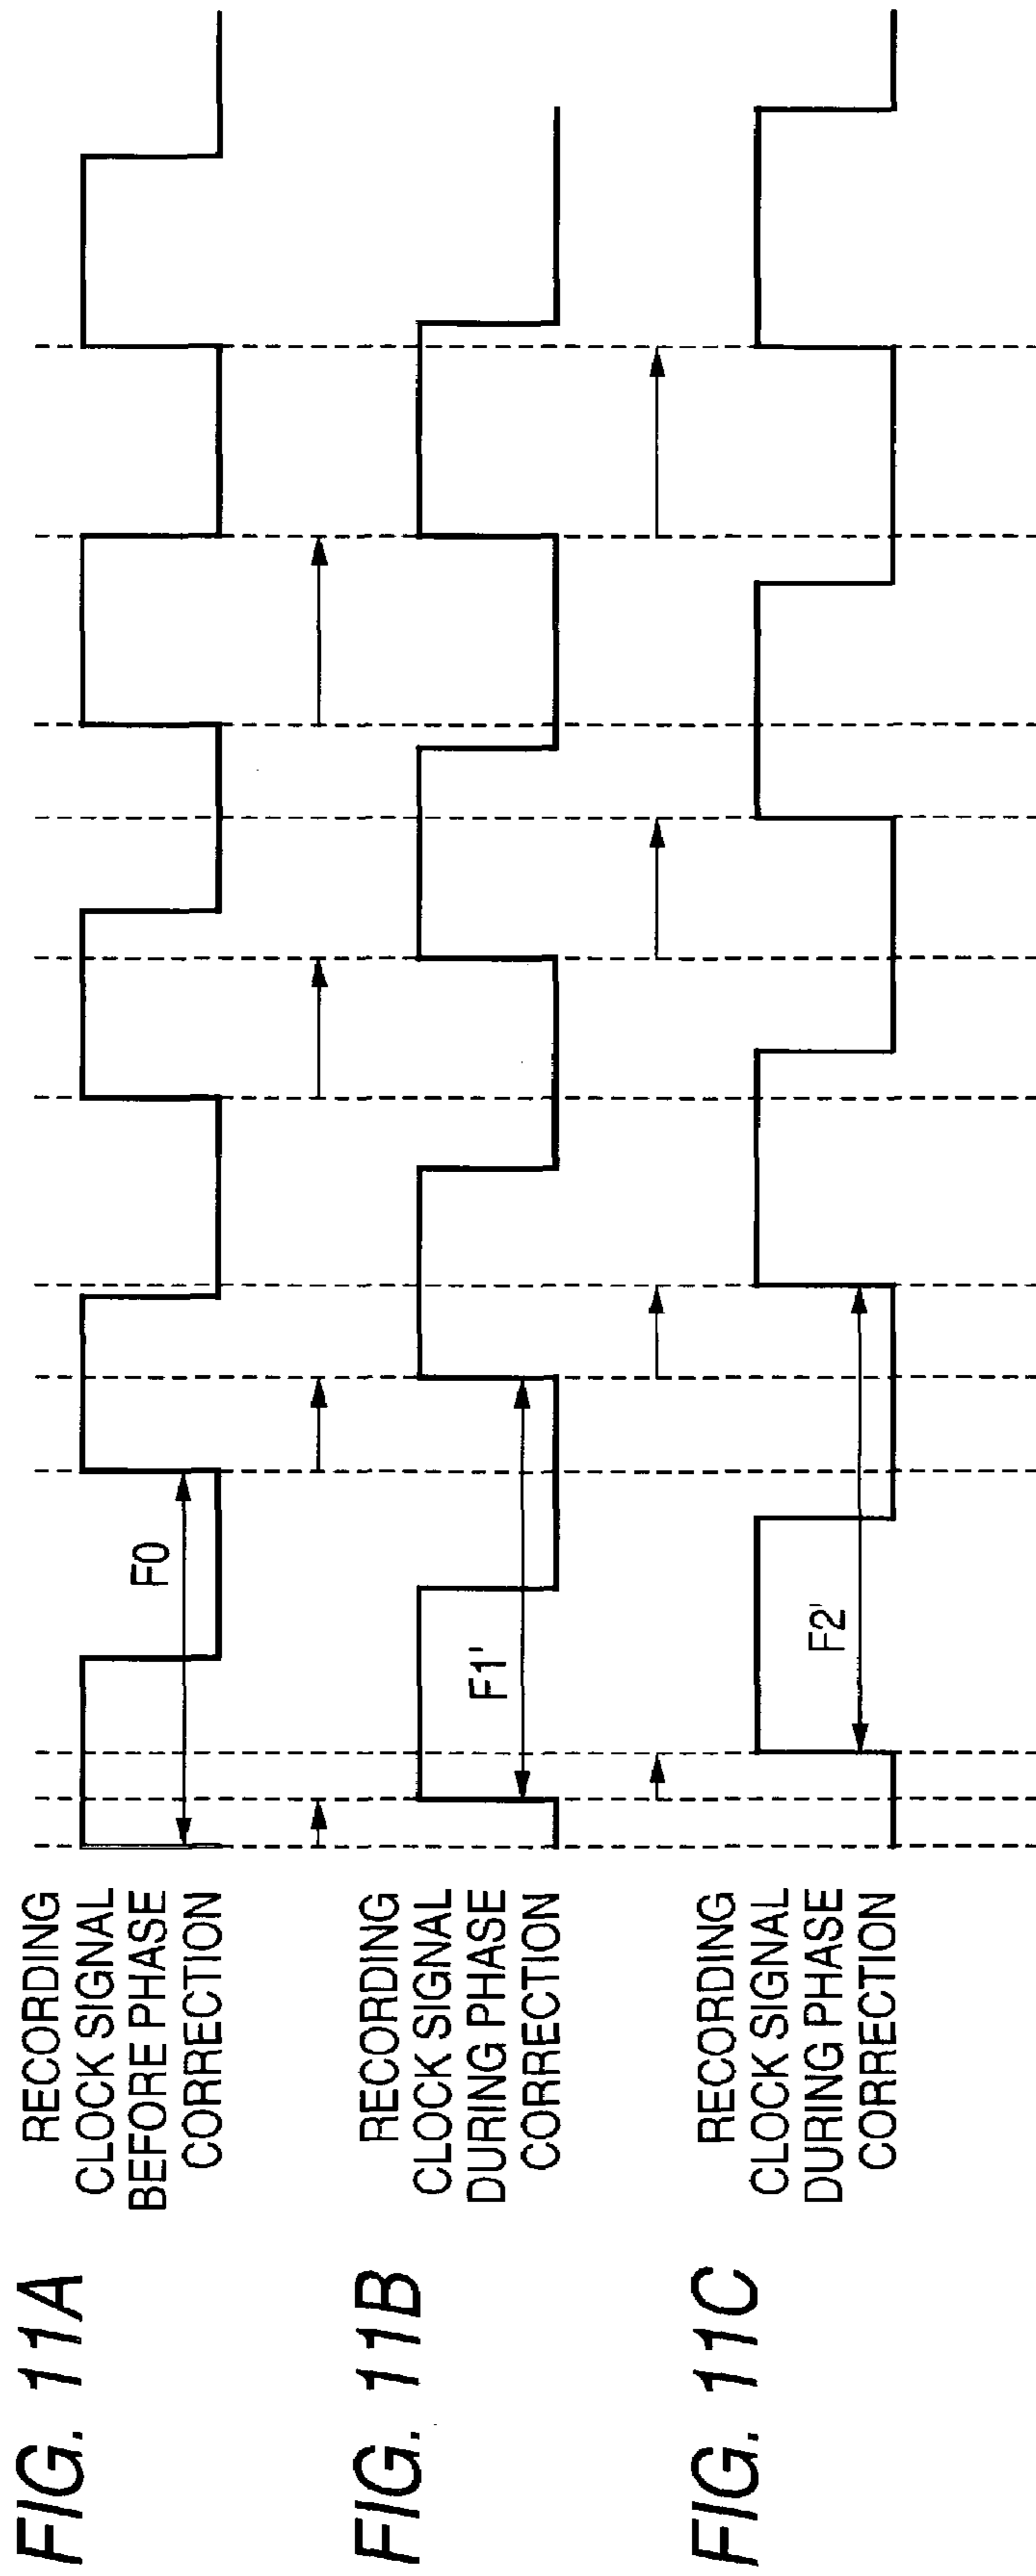 FIG. 11A
RECORDING
CLOCK SIGNAL
BEFORE PHASE
CORRECTION
F0
FIG. 11B
RECORDING
CLOCK SIGNAL
DURING PHASE
CORRECTION
F1'
FIG. 11C
RECORDING
CLOCK SIGNAL
DURING PHASE
CORRECTION
F2'